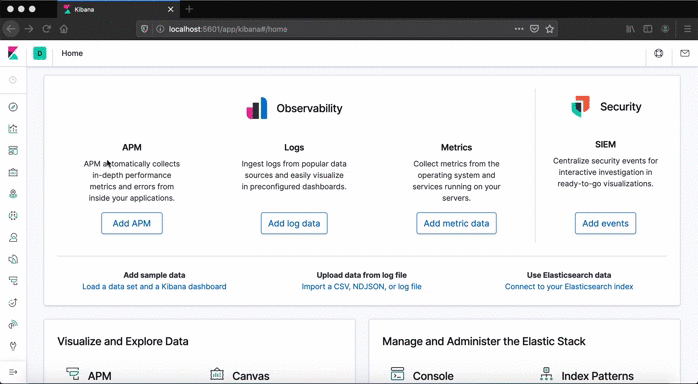 Kibana
localhost:5601/app/kibana#/home
D Home
Observability
Security
APM
APM automatically collects
in-depth performance
metrics and errors from
inside your applications.
Add APM
Logs
Ingest logs from popular data
sources and easily visualize
in preconfigured dashboards.
Add log data
Metrics
Collect metrics from the
operating system and
services running on your
servers.
Add metric data
SIEM
Centralize security events for
interactive investigation in
ready-to-go visualizations.
Add events
Add sample data
Load a data set and a Kibana dashboard
Upload data from log file
Import a CSV, NDJSON, or log file
Use Elasticsearch data
Connect to your Elasticsearch index
Visualize and Explore Data
APM
Canvas
Manage and Administer the Elastic Stack
Console
Index Patterns